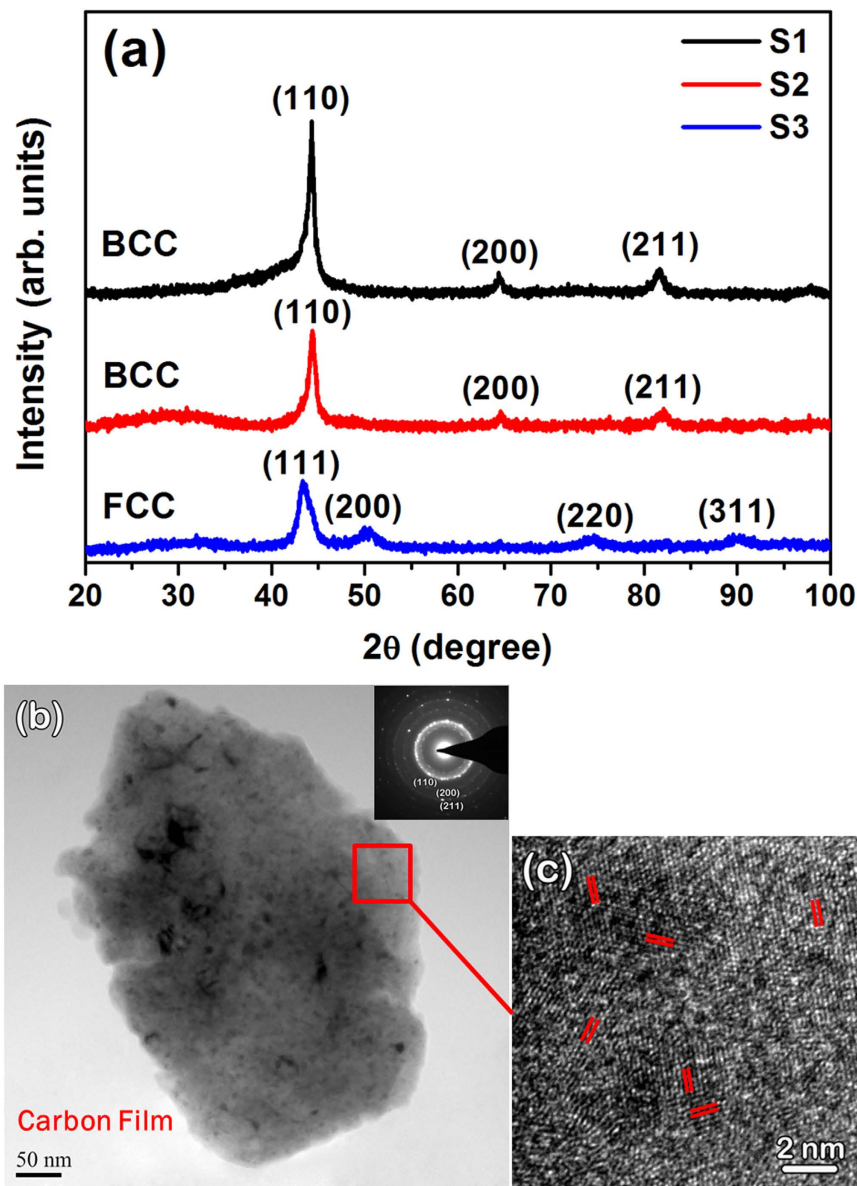 (a)
S1
S2
S3
(110)
BCC
(200)
(211)
(110)
BCC
(200)
(211)
(111)
FCC
(200)
(220)
(311)
Intensity (arb. units)
20 30 40 50 60 70 80 90 100
2θ (degree)
(b)
(110)
(200)
(211)
Carbon Film
50 nm
(c)
2 nm